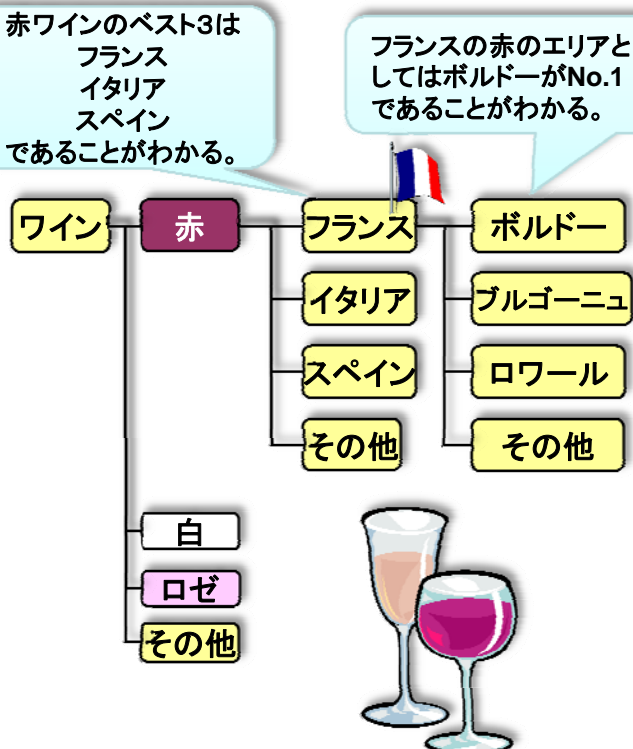 赤ワインのベスト3は
フランス
イタリア
スペイン
であることがわかる。
フランスの赤のエリアと
してはボルドーがNo.1
であることがわかる。
ワイン
赤
フランス
ボルドー
イタリア
ブルゴーニュ
スペイン
ロワール
その他
その他
白
ロゼ
その他